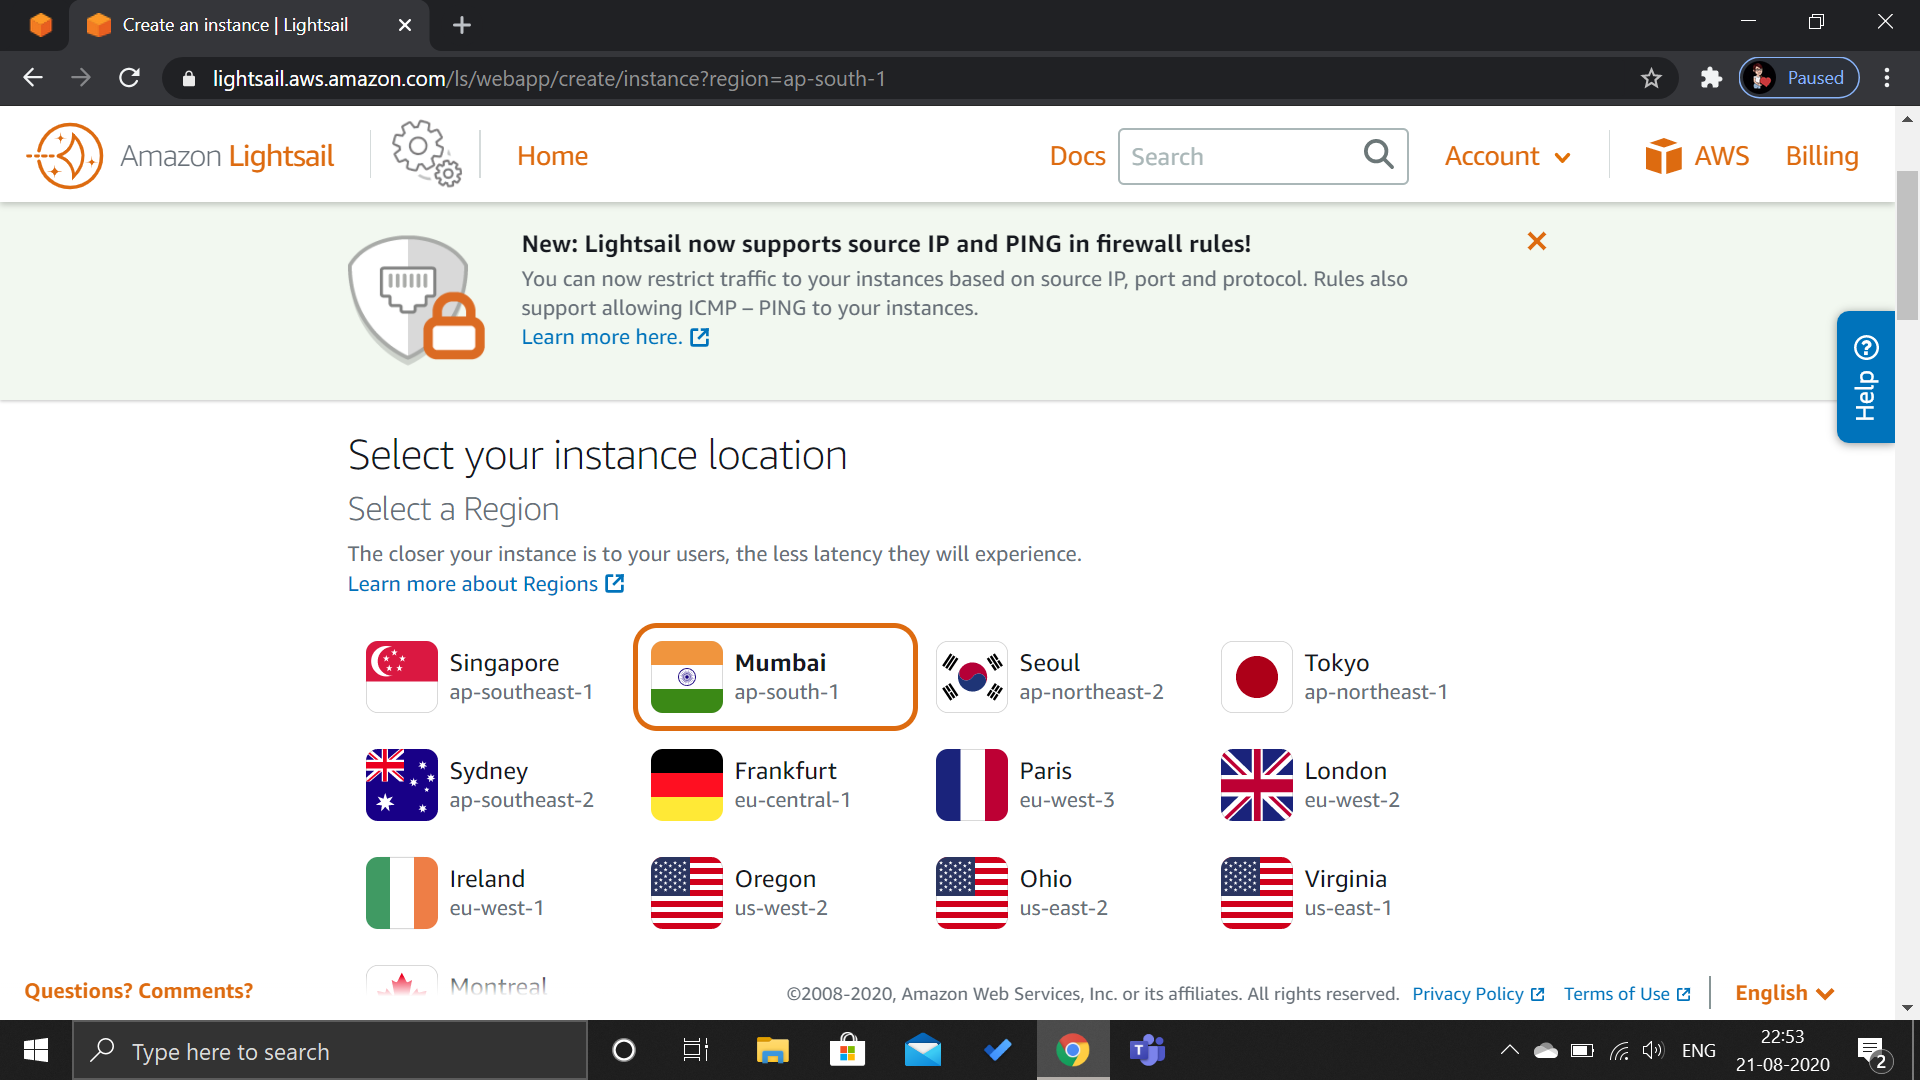 Create an instance | Lightsail
lightsail.aws.amazon.com/ls/webapp/create/instance?region=ap-south-1
Paused
Amazon Lightsail
Home
Docs
Search
Account
AWS
Billing
New: Lightsail now supports source IP and PING in firewall rules!
You can now restrict traffic to your instances based on source IP, port and protocol. Rules also
support allowing ICMP – PING to your instances.
Learn more here.
Help
Select your instance location
Select a Region
The closer your instance is to your users, the less latency they will experience.
Learn more about Regions
Singapore
ap-southeast-1
Mumbai
ap-south-1
Seoul
ap-northeast-2
Tokyo
ap-northeast-1
Sydney
ap-southeast-2
Frankfurt
eu-central-1
Paris
eu-west-3
London
eu-west-2
Ireland
eu-west-1
Oregon
us-west-2
Ohio
us-east-2
Virginia
us-east-1
Montreal
Questions? Comments?
©2008-2020, Amazon Web Services, Inc. or its affiliates. All rights reserved.
Privacy Policy
Terms of Use
English
Type here to search
ENG
22:53
21-08-2020
2